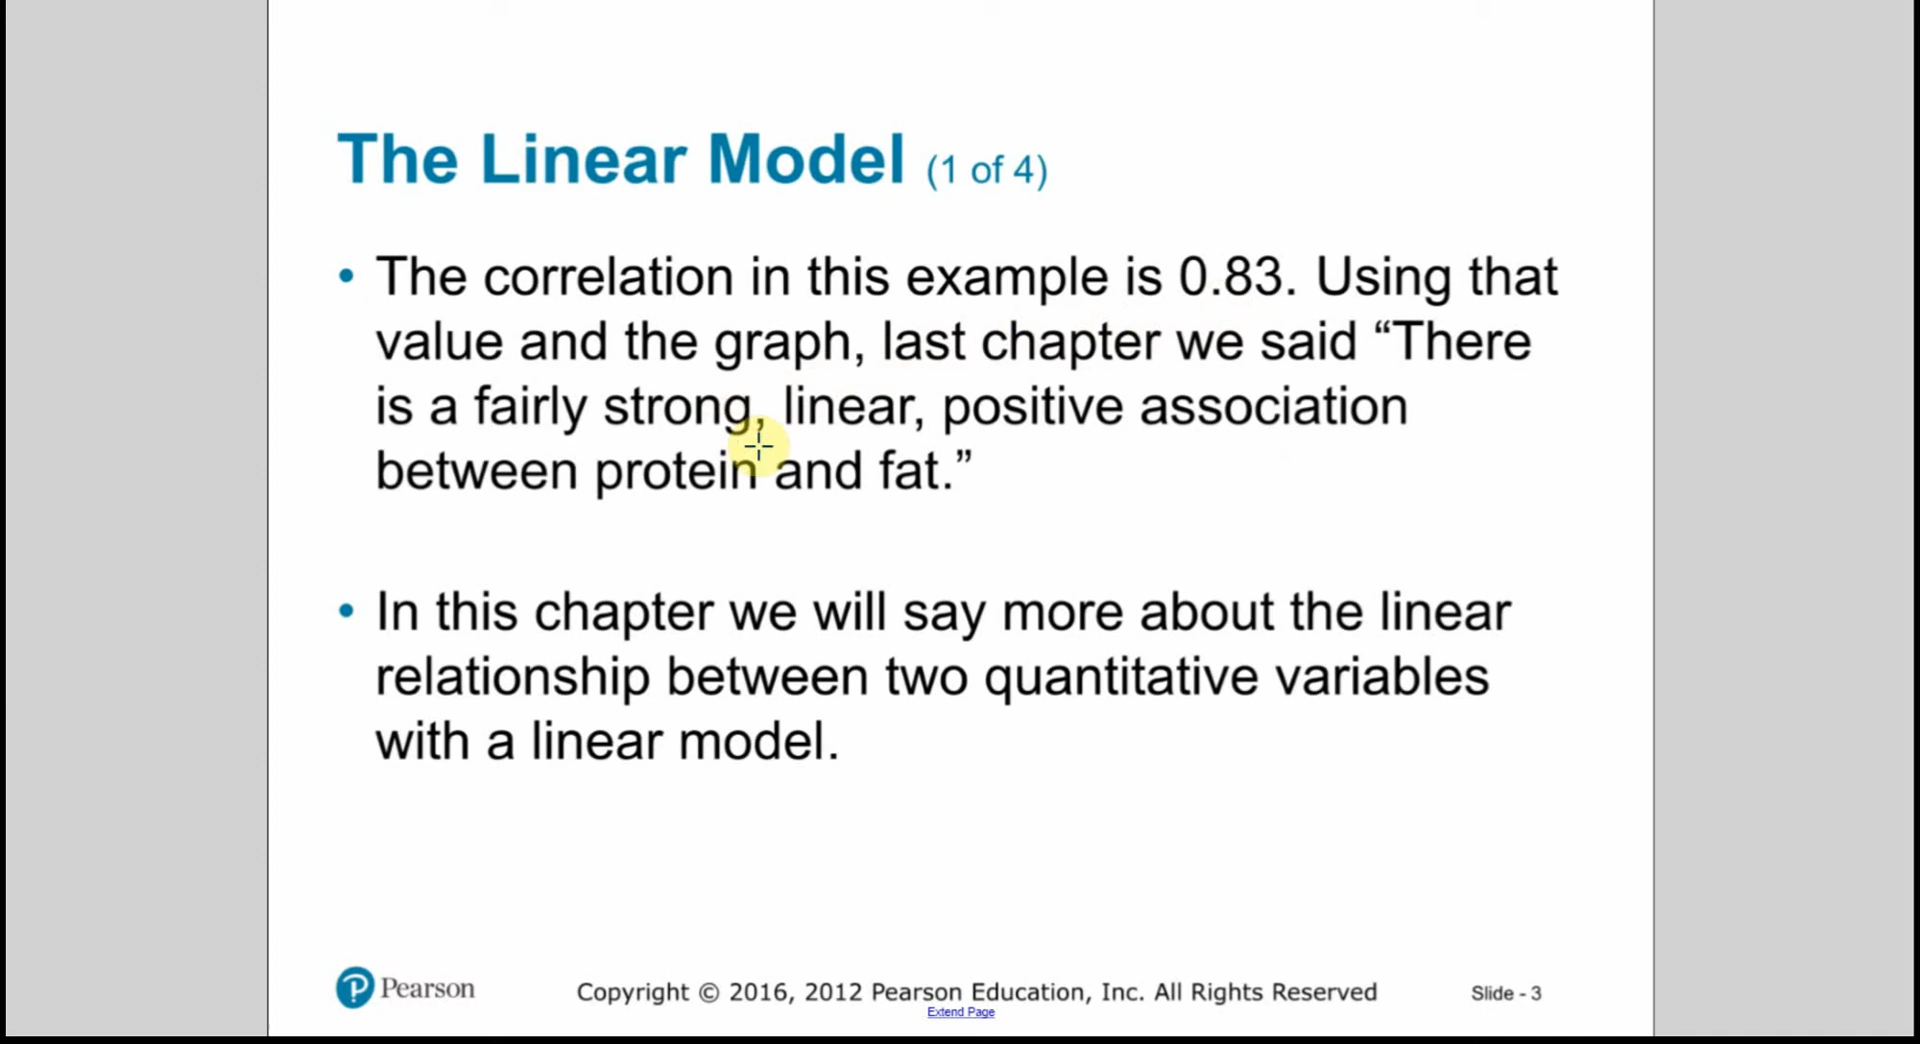 The Linear Model (1 of 4)
• The correlation in this example is 0.83. Using that
value and the graph, last chapter we said “There
is a fairly strong, linear, positive association
between protein and fat.”
• In this chapter we will say more about the linear
relationship between two quantitative variables
with a linear model.
Pearson
Copyright © 2016, 2012 Pearson Education, Inc. All Rights Reserved
Slide - 3
Extend Page